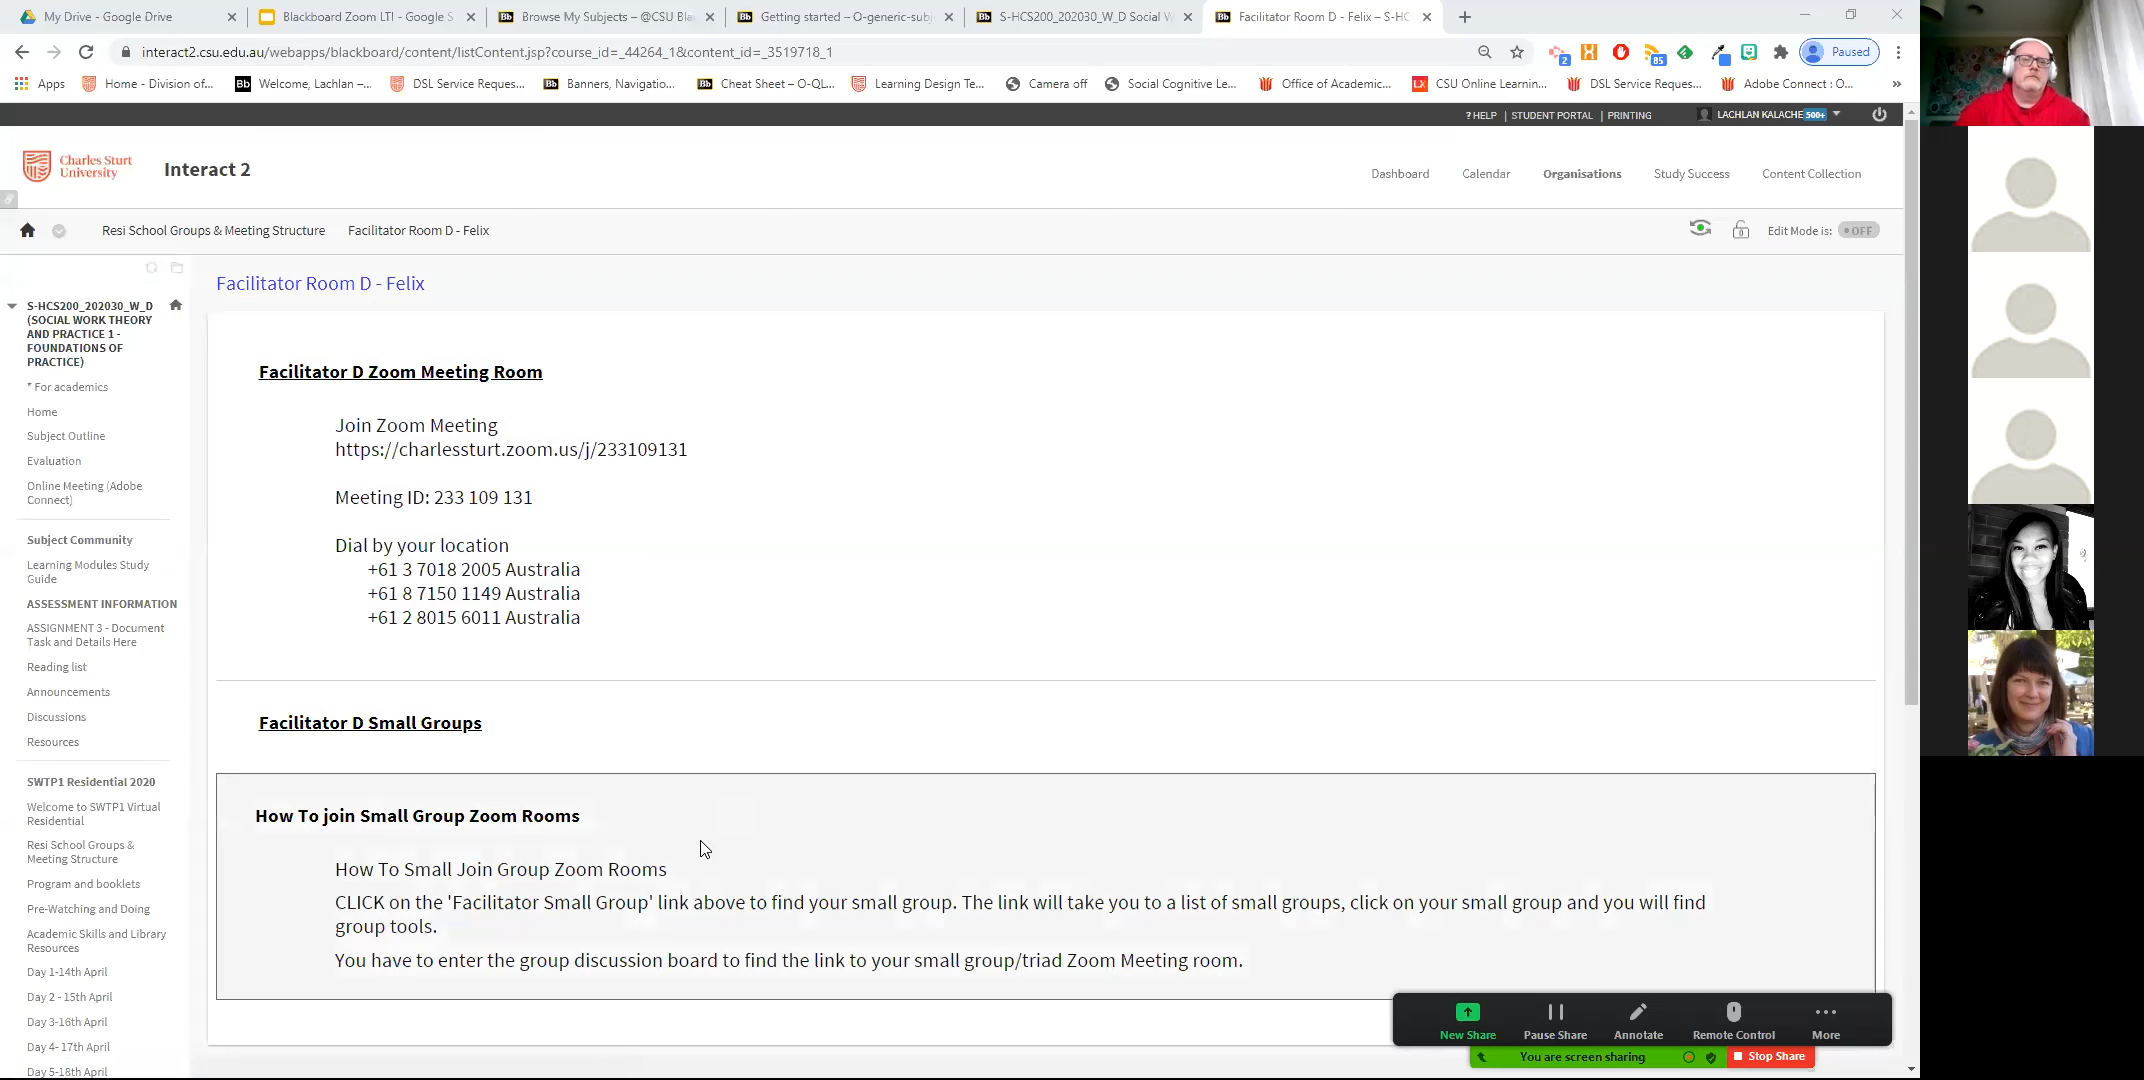 My Drive - Google Drive
Blackboard Zoom LTI - Google S
Browse My Subjects – @CSU Bla
Getting started – O-generic-subj
S-HCS200_202030_W_D Social W
Facilitator Room D - Felix – S-HC
interact2.csu.edu.au/webapps/blackboard/content/listContent.jsp?course_id=_44264_1&content_id=_3519718_1
2
85
Paused
Apps
Home - Division of...
Welcome, Lachlan –...
DSL Service Reques...
Banners, Navigatio...
Cheat Sheet – O-QL...
Learning Design Te...
Camera off
Social Cognitive Le...
Office of Academic...
CSU Online Learnin...
DSL Service Reques...
Adobe Connect : O...
? HELP | STUDENT PORTAL | PRINTING
LACHLAN KALACHE 500+
Charles Sturt University
Interact 2
Dashboard
Calendar
Organisations
Study Success
Content Collection
Resi School Groups & Meeting Structure
Facilitator Room D - Felix
Edit Mode is: OFF
S-HCS200_202030_W_D
(SOCIAL WORK THEORY
AND PRACTICE 1 -
FOUNDATIONS OF
PRACTICE)
* For academics
Home
Subject Outline
Evaluation
Online Meeting (Adobe
Connect)
Subject Community
Learning Modules Study
Guide
ASSESSMENT INFORMATION
ASSIGNMENT 3 - Document
Task and Details Here
Reading list
Announcements
Discussions
Resources
SWTP1 Residential 2020
Welcome to SWTP1 Virtual
Residential
Resi School Groups &
Meeting Structure
Program and booklets
Pre-Watching and Doing
Academic Skills and Library
Resources
Day 1-14th April
Day 2 - 15th April
Day 3-16th April
Day 4- 17th April
Day 5-18th April
Facilitator Room D - Felix
Facilitator D Zoom Meeting Room
Join Zoom Meeting
https://charlessturt.zoom.us/j/233109131
Meeting ID: 233 109 131
Dial by your location
+61 3 7018 2005 Australia
+61 8 7150 1149 Australia
+61 2 8015 6011 Australia
Facilitator D Small Groups
How To join Small Group Zoom Rooms
How To Small Join Group Zoom Rooms
CLICK on the 'Facilitator Small Group' link above to find your small group. The link will take you to a list of small groups, click on your small group and you will find
group tools.
You have to enter the group discussion board to find the link to your small group/triad Zoom Meeting room.
New Share
Pause Share
Annotate
Remote Control
More
You are screen sharing
Stop Share